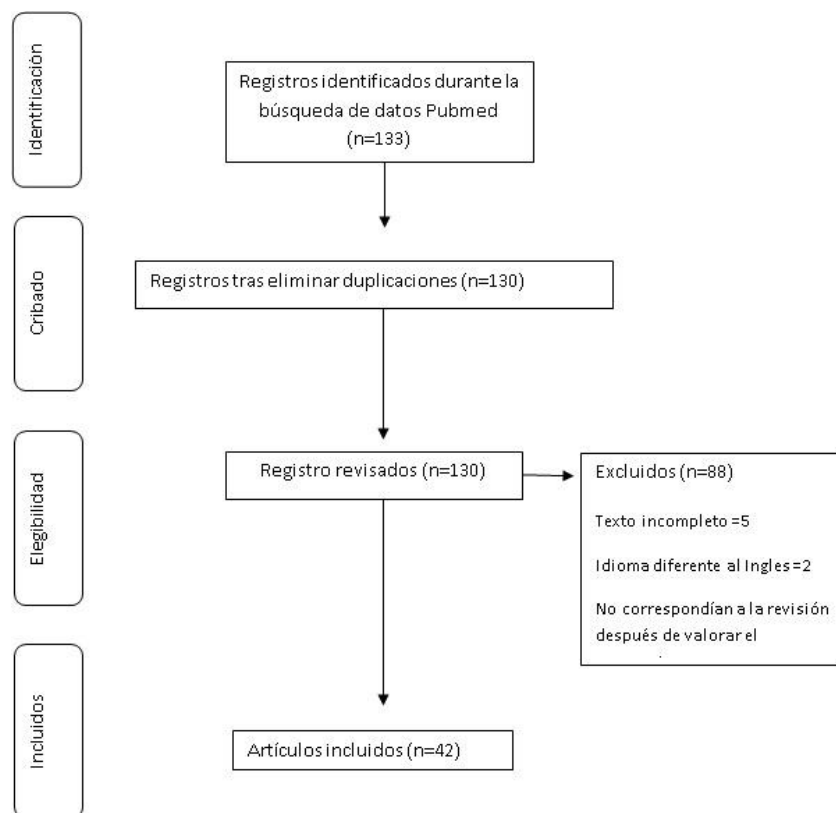 Identificación
Registros identificados durante la
búsqueda de datos Pubmed
(n=133)
Cribado
Registros tras eliminar duplicaciones (n=130)
Elegibilidad
Registro revisados (n=130)
Excluidos (n=88)
Texto incompleto =5
Idioma diferente al Ingles =2
No correspondían a la revisión
después de valorar el
Incluidos
Artículos incluidos (n=42)